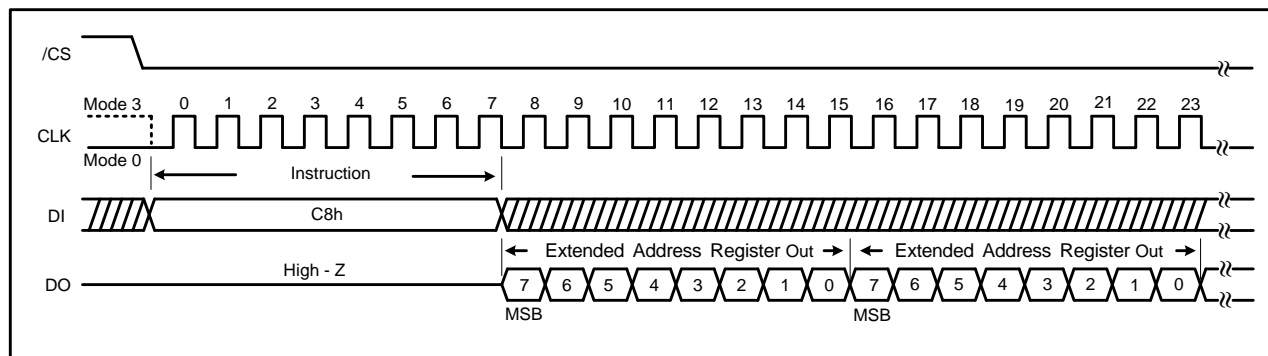 /CS
Mode 3 0 1 2 3 4 5 6 7 8 9 10 11 12 13 14 15 16 17 18 19 20 21 22 23
CLK
Mode 0
Instruction
DI C8h
Extended Address Register Out Extended Address Register Out
DO High - Z 7 6 5 4 3 2 1 0 7 6 5 4 3 2 1 0
MSB MSB